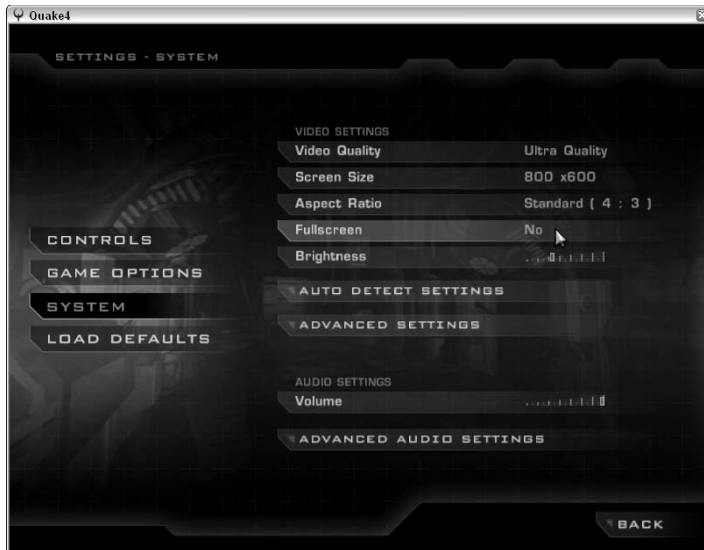 Quake4
SETTINGS - SYSTEM
VIDEO SETTINGS
Video Quality Ultra Quality
Screen Size 800 x600
Aspect Ratio Standard ( 4 : 3 )
Fullscreen No
Brightness
AUTO DETECT SETTINGS
ADVANCED SETTINGS
CONTROLS
GAME OPTIONS
SYSTEM
LOAD DEFAULTS
AUDIO SETTINGS
Volume
ADVANCED AUDIO SETTINGS
BACK